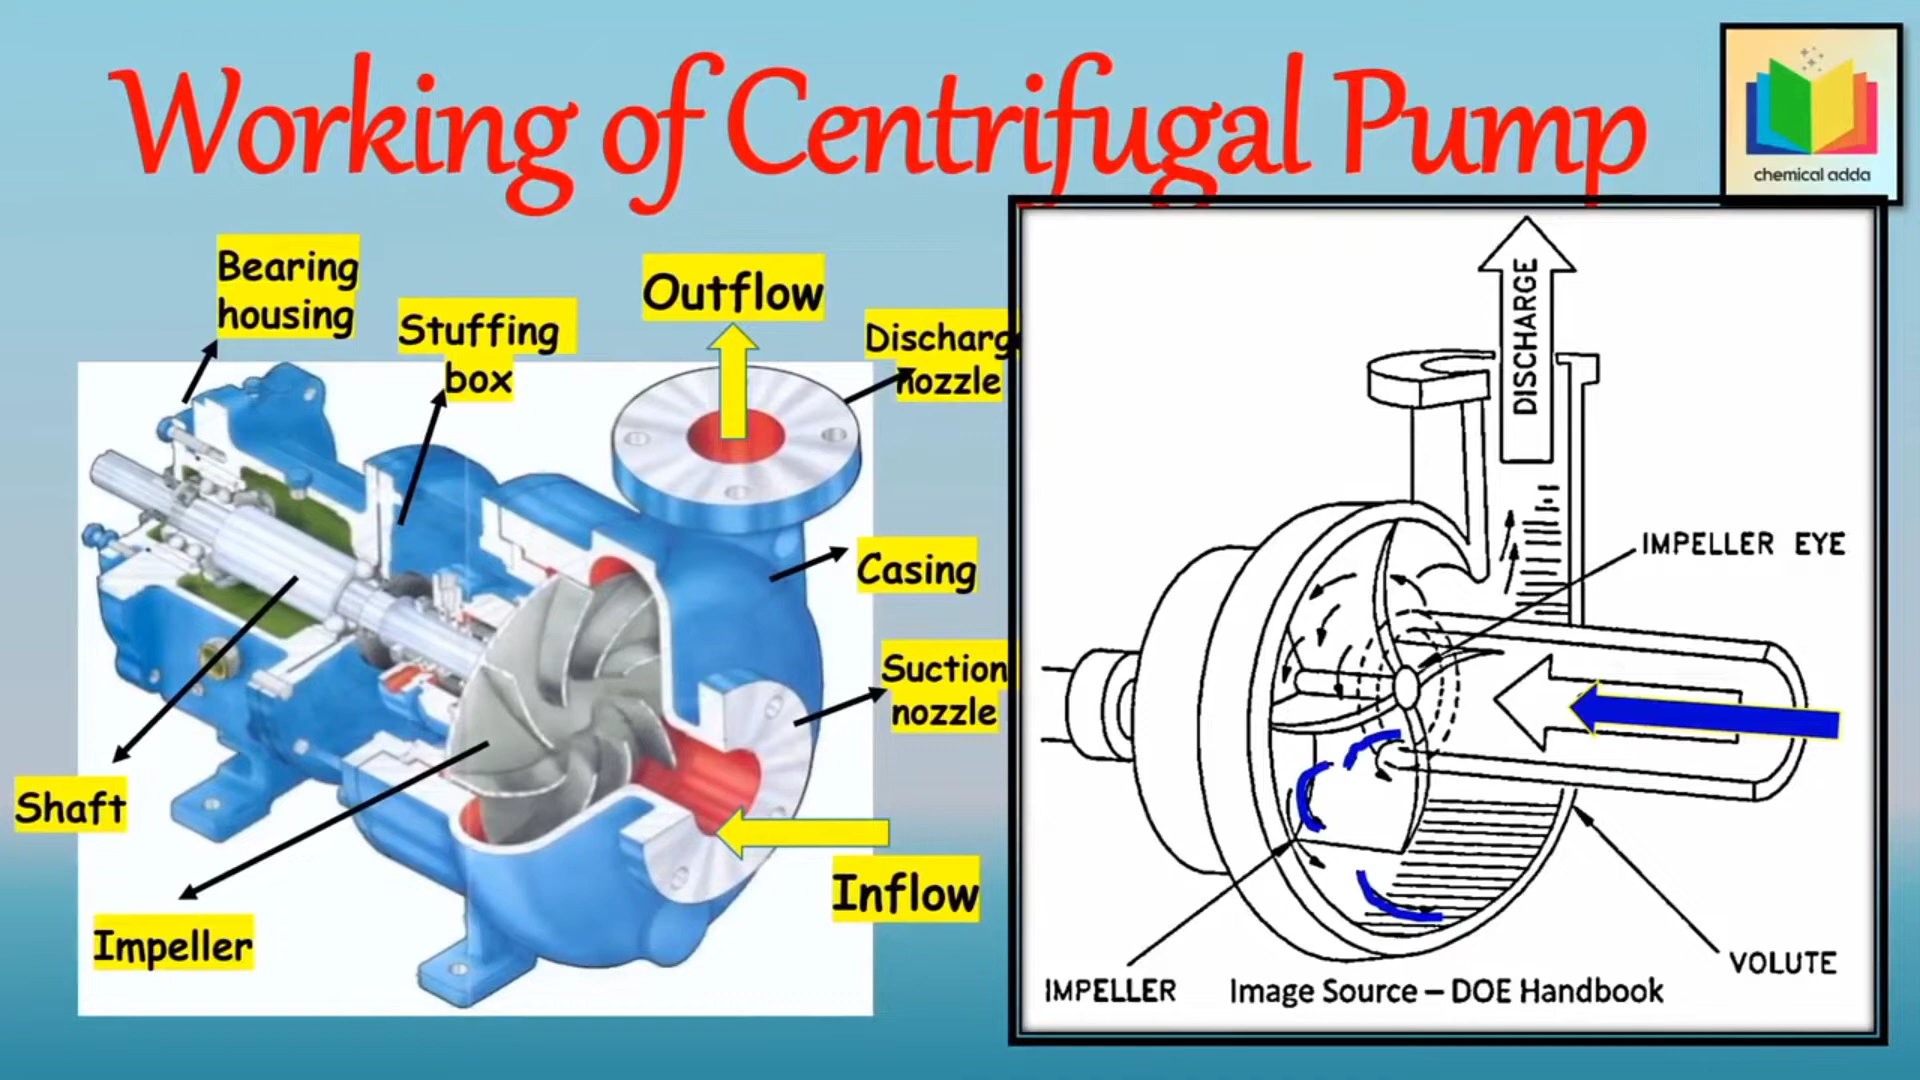 Working of Centrifugal Pump
chemical adda
Bearing
housing
Stuffing
box
Outflow
Discharg
nozzle
Casing
Suction
nozzle
Shaft
Impeller
Inflow
DISCHARGE
IMPELLER EYE
VOLUTE
IMPELLER
Image Source – DOE Handbook